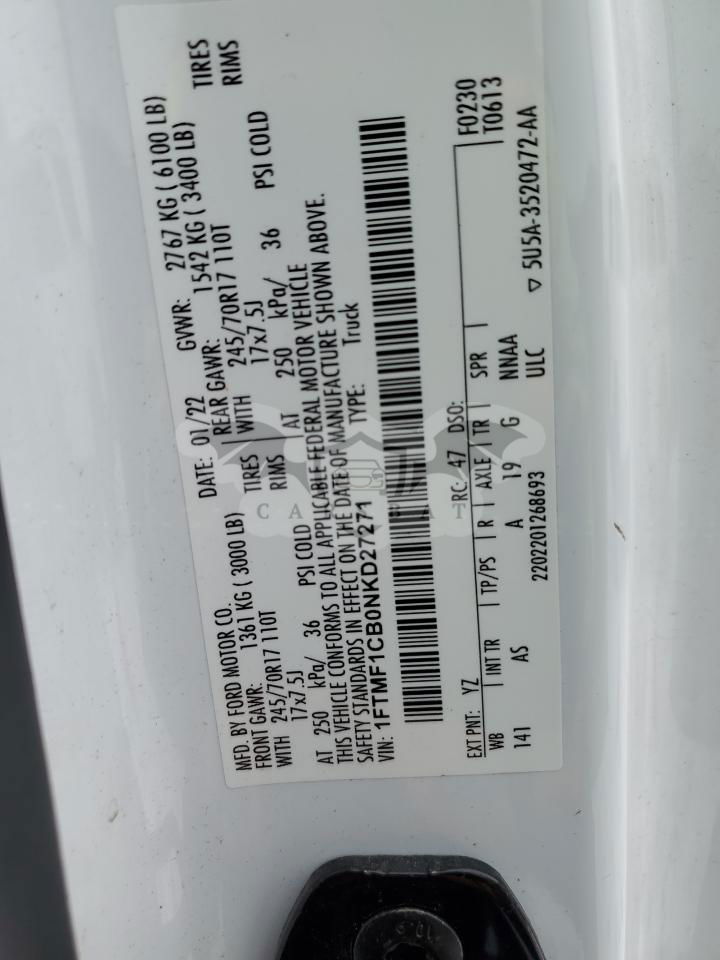 MFD. BY FORD MOTOR CO. DATE: 01/22 GVWR: 2767 KG ( 6100 LB)
FRONT GAWR: 1361 KG ( 3000 LB) REAR GAWR: 1542 KG ( 3400 LB)
WITH 245/70R17 110T TIRES WITH 245/70R17 110T TIRES
17x7.5J RIMS 17x7.5J RIMS
AT 250 kPa/ 36 PSI COLD AT 250 kPa/ 36 PSI COLD
THIS VEHICLE CONFORMS TO ALL APPLICABLE FEDERAL MOTOR VEHICLE
SAFETY STANDARDS IN EFFECT ON THE DATE OF MANUFACTURE SHOWN ABOVE.
VIN: 1FTMF1CB0NKD27271 TYPE: Truck
EXT PNT: YZ RC: 47 DSO: F0230
WB INT TR TP/PS R AXLE TR SPR T0613
141 AS A 19 G NNAA
2202201268693 ULC ▽ 5U5A-3520472-AA
10.9